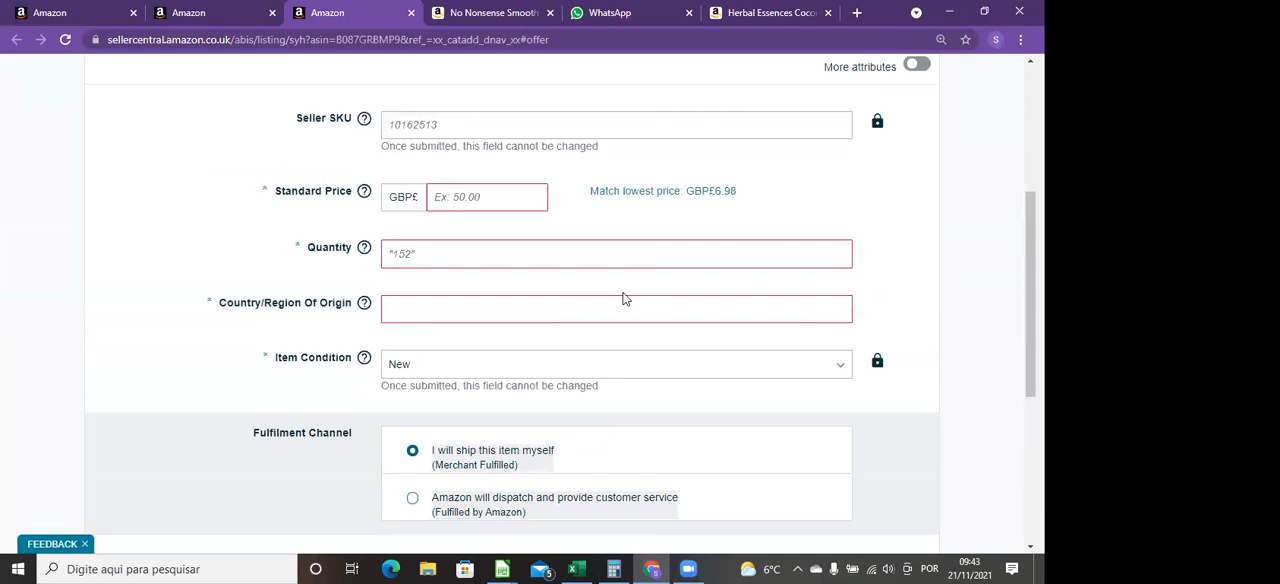 Amazon
Amazon
Amazon
No Nonsense Smooth
WhatsApp
Herbal Essences Coco
sellercentral.amazon.co.uk/abis/listing/syh?asin=B087GRBMP9&ref_=xx_catadd_dnav_xx#offer
S
More attributes
Seller SKU
10162513
Once submitted, this field cannot be changed
* Standard Price
GBP£
Ex: 50.00
Match lowest price: GBP£6.98
* Quantity
"152"
* Country/Region Of Origin
* Item Condition
New
Once submitted, this field cannot be changed
Fulfilment Channel
I will ship this item myself
(Merchant Fulfilled)
Amazon will dispatch and provide customer service
(Fulfilled by Amazon)
FEEDBACK
Digite aqui para pesquisar
5
6°C
POR
09:43
21/11/2021